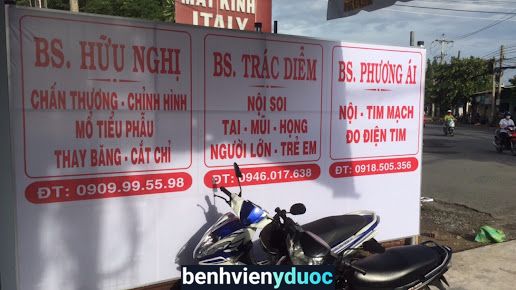 MẮT KÍNH
ITALY
BS. HỮU NGHỊ
CHẤN THƯƠNG - CHỈNH HÌNH
MỔ TIỂU PHẪU
THAY BĂNG - CẮT CHỈ
ĐT: 0909.99.55.98
BS. TRÁC DIỄM
NỘI SOI
TAI - MŨI - HỌNG
NGƯỜI LỚN - TRẺ EM
ĐT: 0946.017.638
BS. PHƯƠNG ÁI
NỘI - TIM MẠCH
ĐO ĐIỆN TIM
ĐT: 0918.505.356
benhvienyduoc